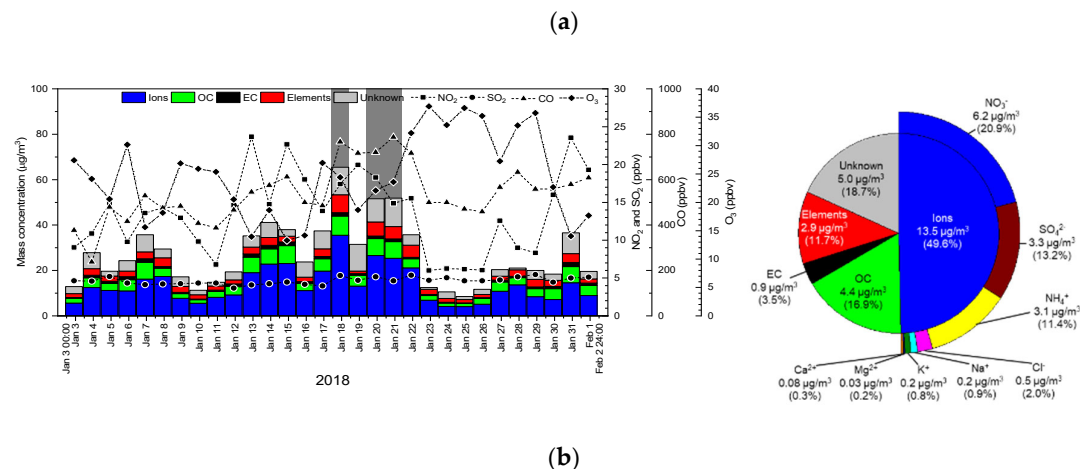 (a)
Ions OC EC Elements Unknown NO₂ SO₂ CO O₃
Mass concentration (μg/m³)
100
80
60
40
20
0
30
25
20
15
10
5
0
NO₂ and SO₂ (ppbv)
1000
800
600
400
200
0
CO (ppbv)
40
35
30
25
20
15
10
5
0
O₃ (ppbv)
Jan 3 00:00
Jan 3
Jan 4
Jan 5
Jan 6
Jan 7
Jan 8
Jan 9
Jan 10
Jan 11
Jan 12
Jan 13
Jan 14
Jan 15
Jan 16
Jan 17
Jan 18
Jan 19
Jan 20
Jan 21
Jan 22
Jan 23
Jan 24
Jan 25
Jan 26
Jan 27
Jan 28
Jan 29
Jan 30
Jan 31
Feb 1
Feb 2 24:00
2018
NO₃⁻
6.2 μg/m³
(20.9%)
Unknown
5.0 μg/m³
(18.7%)
Elements
2.9 μg/m³
(11.7%)
Ions
13.5 μg/m³
(49.6%)
SO₄²⁻
3.3 μg/m³
(13.2%)
EC
0.9 μg/m³
(3.5%)
OC
4.4 μg/m³
(16.9%)
NH₄⁺
3.1 μg/m³
(11.4%)
Ca²⁺
0.08 μg/m³
(0.3%)
Mg²⁺
0.03 μg/m³
(0.2%)
K⁺
0.2 μg/m³
(0.8%)
Na⁺
0.2 μg/m³
(0.9%)
Cl⁻
0.5 μg/m³
(2.0%)
(b)